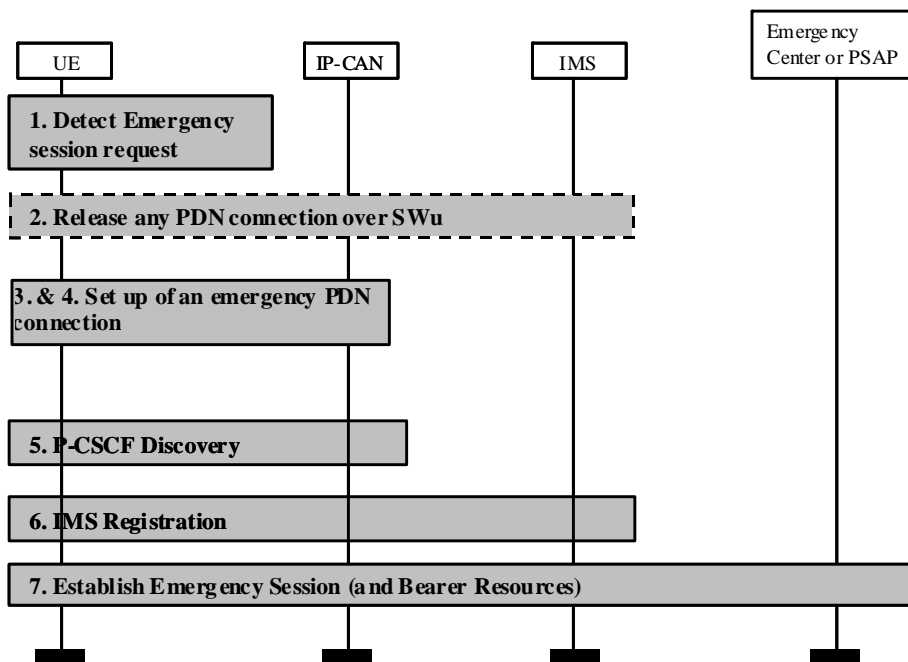 UE
IP-CAN
IMS
Emergency
Center or PSAP
1. Detect Emergency
session request
2. Release any PDN connection over SWu
3. & 4. Set up of an emergency PDN
connection
5. P-CSCF Discovery
6. IMS Registration
7. Establish Emergency Session (and Bearer Resources)